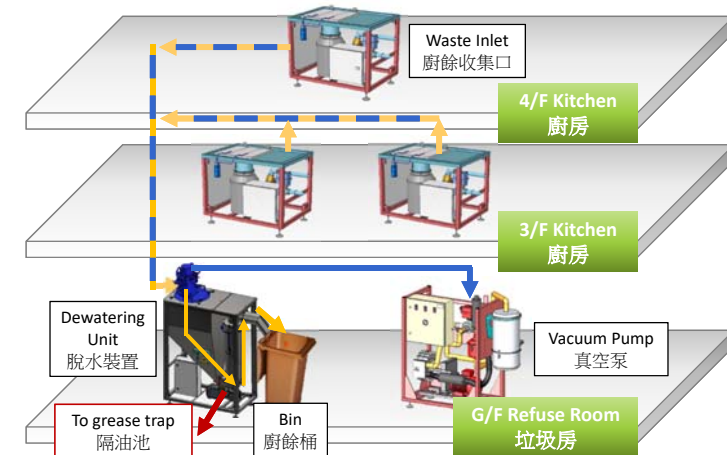 Waste Inlet
廚餘收集口
4/F Kitchen
廚房
3/F Kitchen
廚房
Dewatering
Unit
脫水裝置
Vacuum Pump
真空泵
To grease trap
隔油池
Bin
廚餘桶
G/F Refuse Room
垃圾房